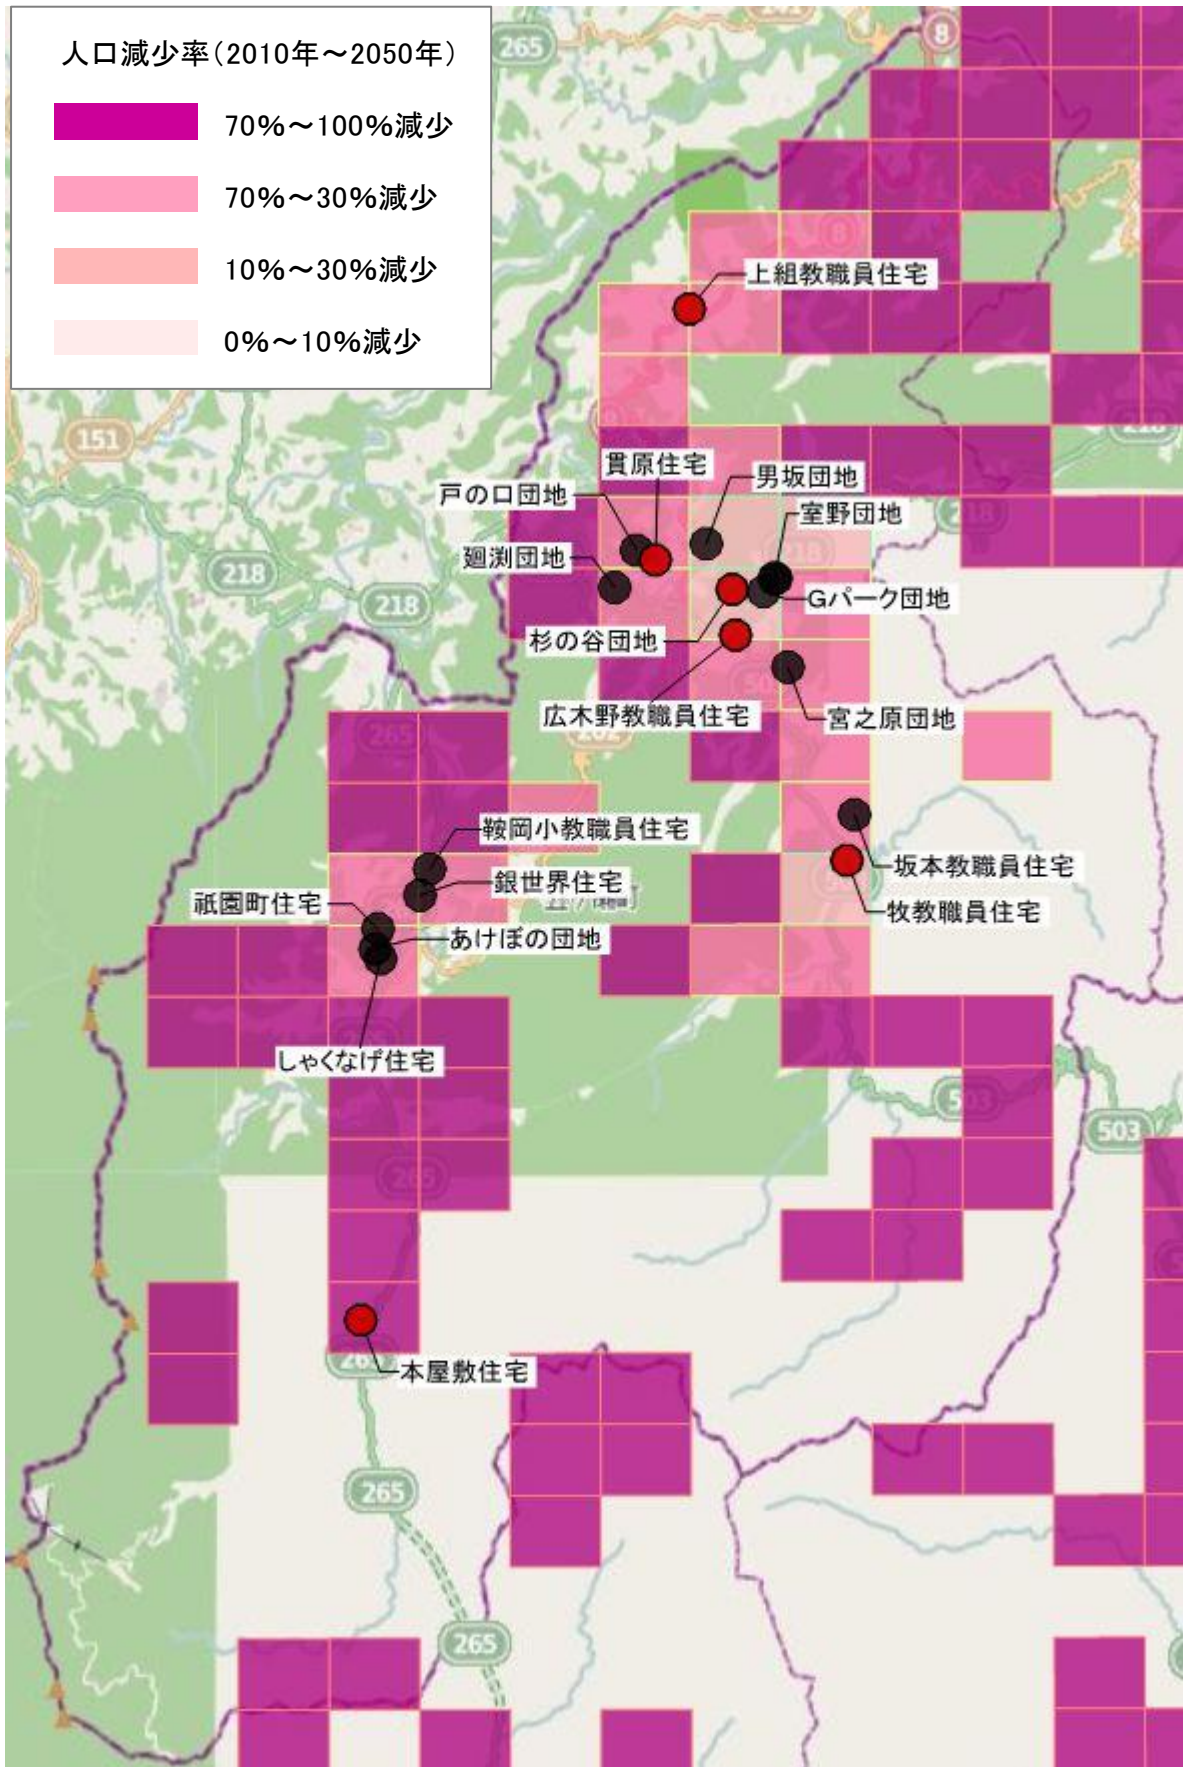 人口減少率(2010年～2050年)
70%～100%減少
70%～30%減少
10%～30%減少
0%～10%減少
265
8
8
上組教職員住宅
151
218
貫原住宅
男坂団地
戸の口団地
室野団地
218
218
廻渕団地
218
218
Gパーク団地
杉の谷団地
広木野教職員住宅
宮之原団地
265
鞍岡小教職員住宅
坂本教職員住宅
銀世界住宅
祇園町住宅
牧教職員住宅
あけぼの団地
しゃくなげ住宅
503
503
265
265
本屋敷住宅
265
265